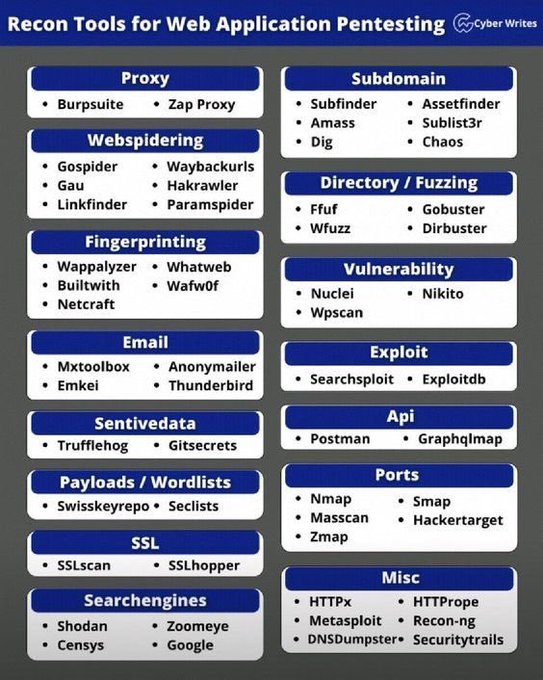 Recon Tools for Web Application Pentesting
Cyber Writes
Proxy
• Burpsuite • Zap Proxy
Webspidering
• Gospider • Waybackurls
• Gau • Hakrawler
• Linkfinder • Paramspider
Fingerprinting
• Wappalyzer • Whatweb
• Builtwith • Wafw0f
• Netcraft
Email
• Mxtoolbox • Anonymailer
• Emkei • Thunderbird
Sentivedata
• Trufflehog • Gitsecrets
Payloads / Wordlists
• Swisskeyrepo • Seclists
SSL
• SSLscan • SSLhopper
Searchengines
• Shodan • Zoomeye
• Censys • Google
Subdomain
• Subfinder • Assetfinder
• Amass • Sublist3r
• Dig • Chaos
Directory / Fuzzing
• Ffuf • Gobuster
• Wfuzz • Dirbuster
Vulnerability
• Nuclei • Nikito
• Wpscan
Exploit
• Searchsploit • Exploitdb
Api
• Postman • Graphqlmap
Ports
• Nmap • Smap
• Masscan • Hackertarget
• Zmap
Misc
• HTTPx • HTTPrope
• Metasploit • Recon-ng
• DNSDumpster • Securitytrails